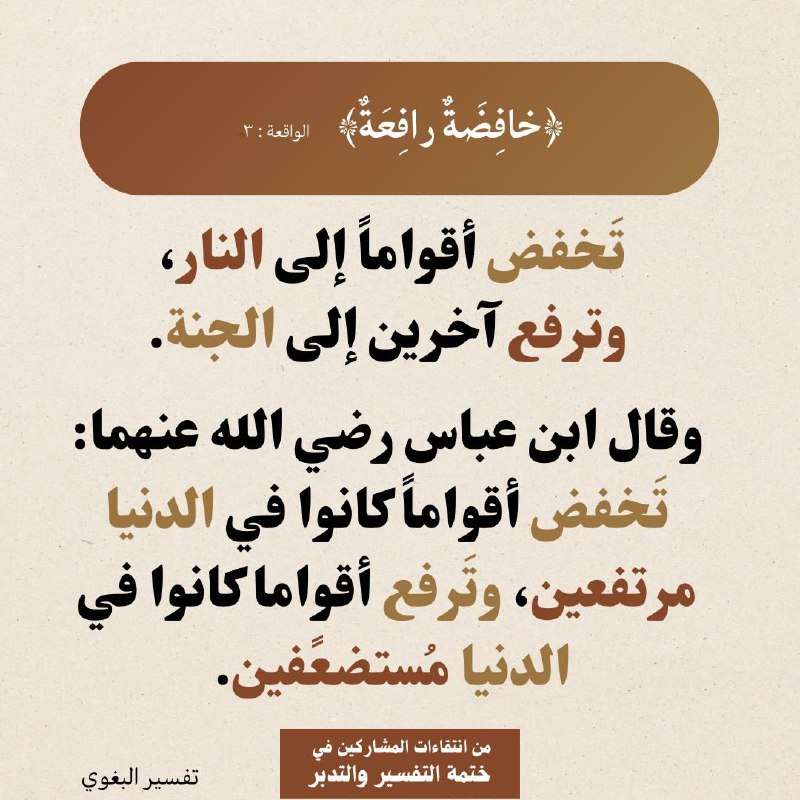 ﴿خافِضَةٌ رافِعَةٌ﴾ الواقعة : ٣
تَخفض أقواماً إلى النار،
وترفع آخرين إلى الجنة.
وقال ابن عباس رضي الله عنهما:
تَخفض أقواماً كانوا في الدنيا
مرتفعين، وتَرفع أقواما كانوا في
الدنيا مُستضعًفين.
من انتقاءات المشاركين في
ختمة التفسير والتدبر
تفسير البغوي